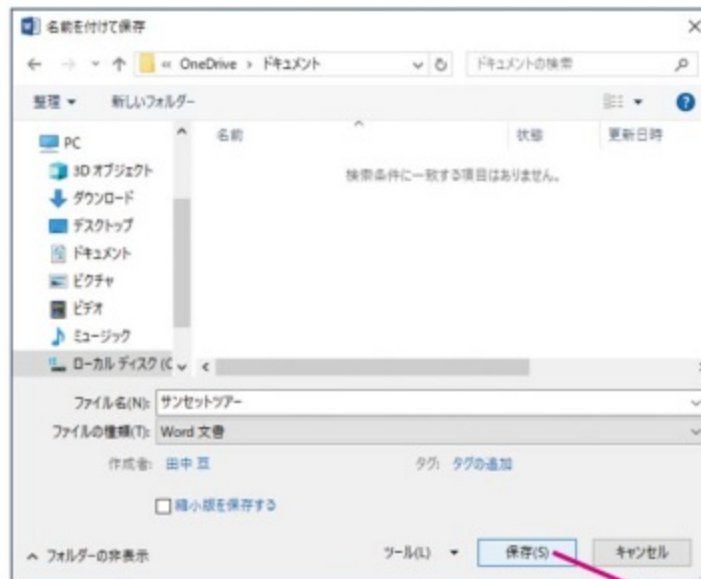 名前を付けて保存
« OneDrive › ドキュメント
ドキュメントの検索
整理 新しいフォルダー
名前 状態 更新日時
検索条件に一致する項目はありません。
PC
3D オブジェクト
ダウンロード
デスクトップ
ドキュメント
ピクチャ
ビデオ
ミュージック
ローカル ディスク (C
ファイル名(N): サンセットツアー
ファイルの種類(T): Word 文書
作成者: 田中 亘 タグ: タグの追加
縮小版を保存する
フォルダーの非表示 ツール(L) 保存(S) キャンセル